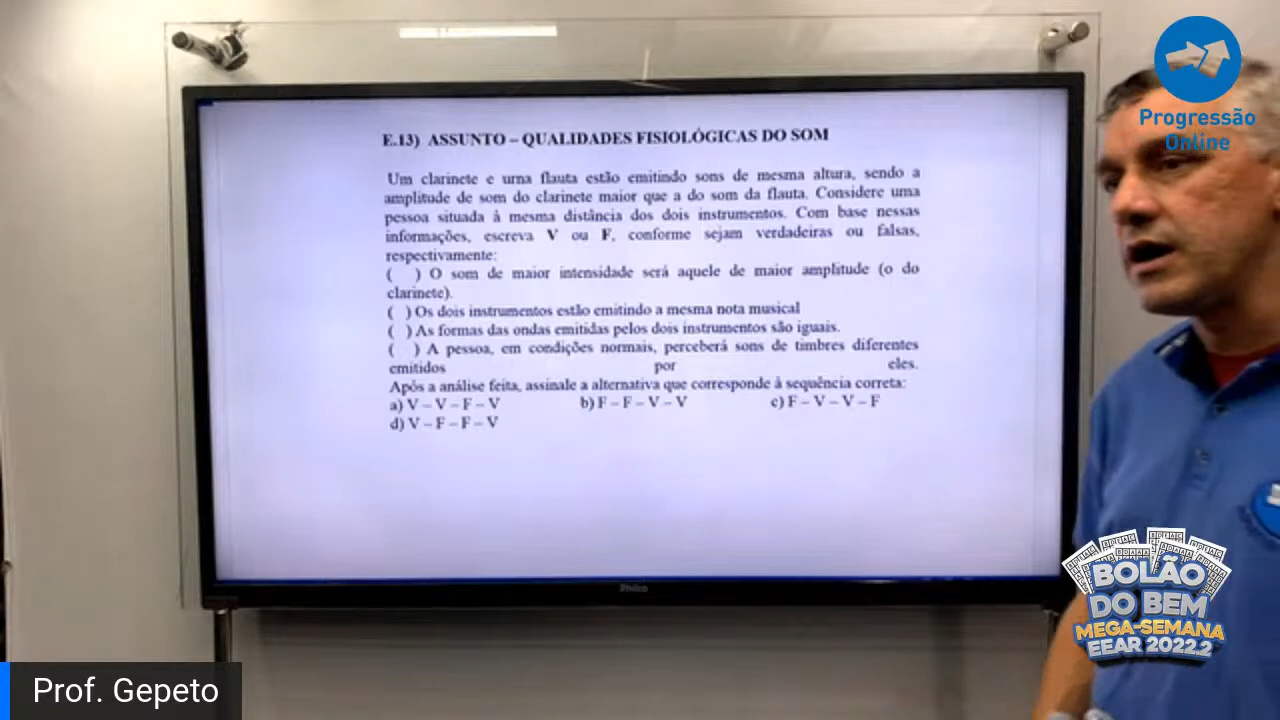 Progressão
Online
E.13) ASSUNTO – QUALIDADES FISIOLÓGICAS DO SOM
Um clarinete e uma flauta estão emitindo sons de mesma altura, sendo a
amplitude de som do clarinete maior que a do som da flauta. Considere uma
pessoa situada à mesma distância dos dois instrumentos. Com base nessas
informações, escreva V ou F, conforme sejam verdadeiras ou falsas,
respectivamente:
( ) O som de maior intensidade será aquele de maior amplitude (o do
clarinete).
( ) Os dois instrumentos estão emitindo a mesma nota musical
( ) As formas das ondas emitidas pelos dois instrumentos são iguais.
( ) A pessoa, em condições normais, perceberá sons de timbres diferentes
emitidos por eles.
Após a análise feita, assinale a alternativa que corresponde à sequência correta:
a) V – V – F – V b) F – F – V – V c) F – V – V – F
d) V – F – F – V
Philco
BOLÃO
DO BEM
MEGA-SEMANA
EEAR 2022.2
Prof. Gepeto